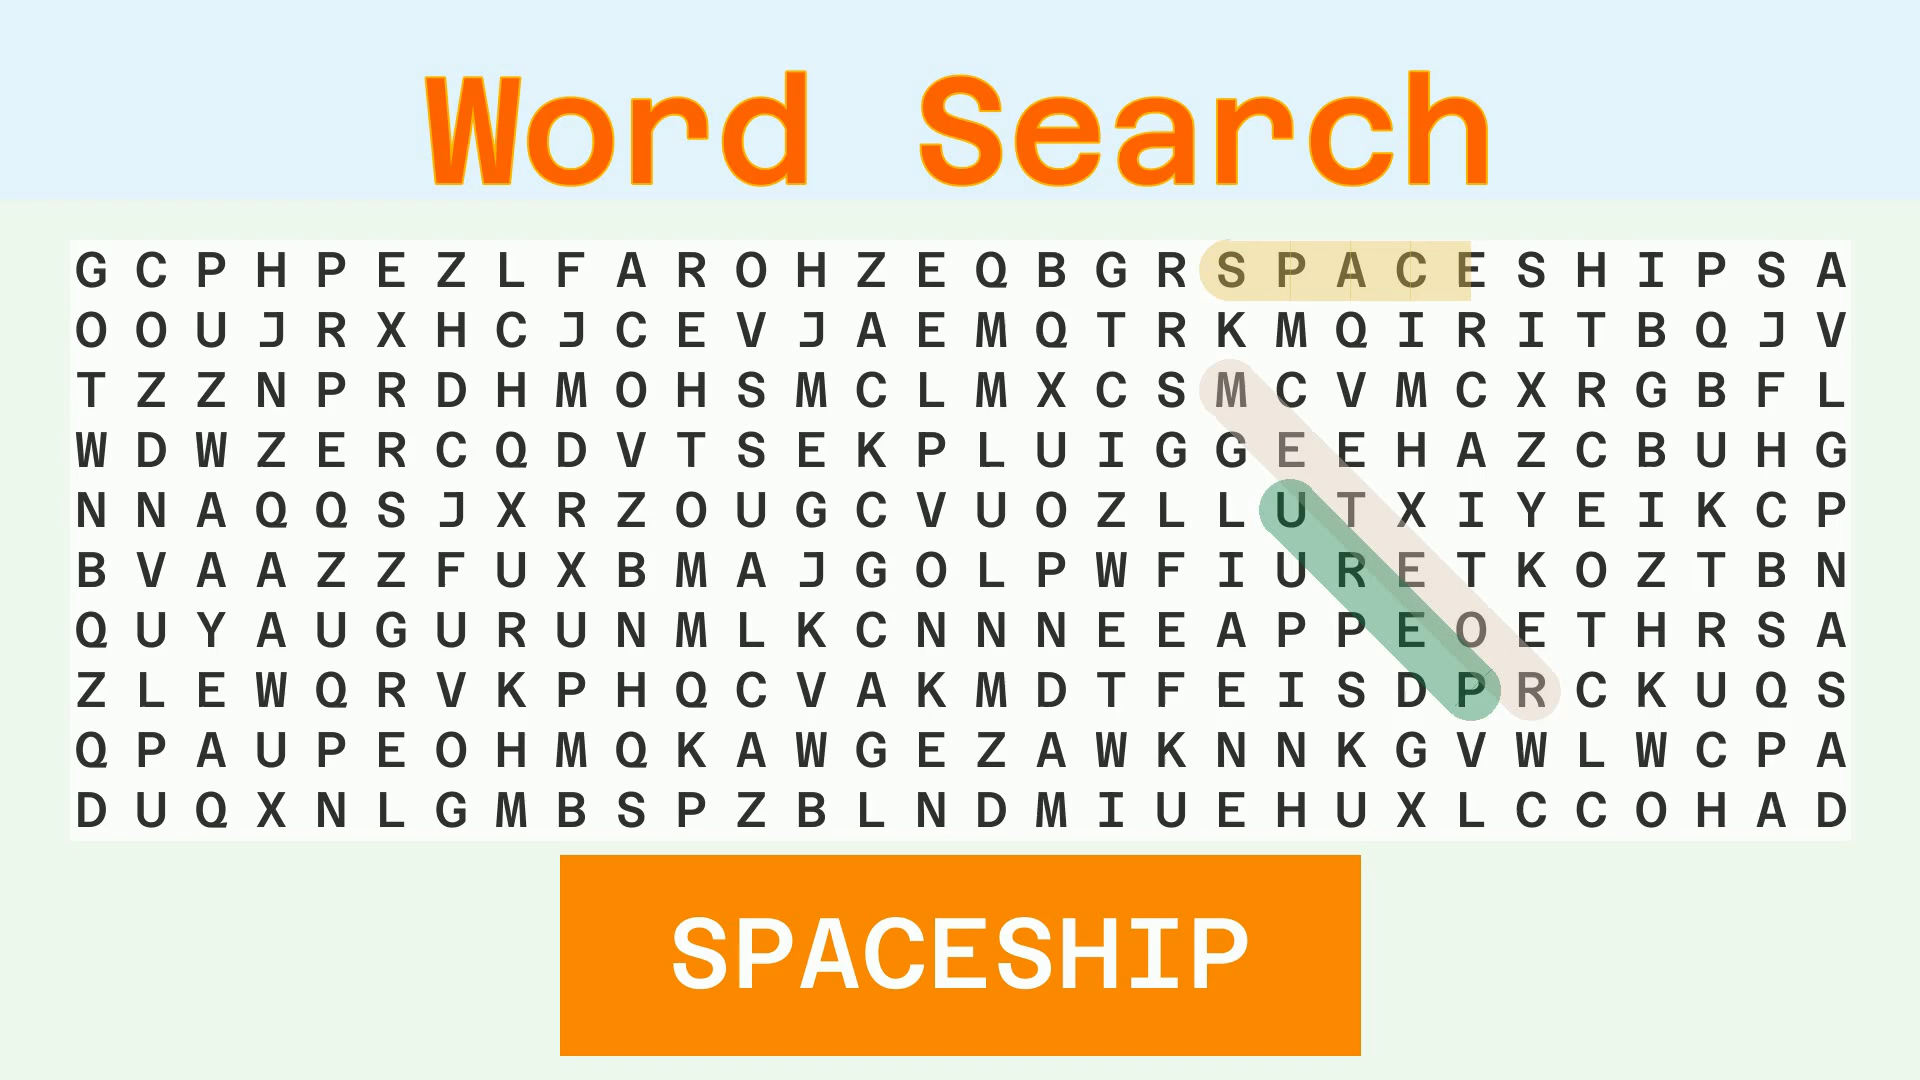 Word Search
G C P H P E Z L F A R O H Z E Q B G R S P A C E S H I P S A
O O U J R X H C J C E V J A E M Q T R K M Q I R I T B Q J V
T Z Z N P R D H M O H S M C L M X C S M C V M C X R G B F L
W D W Z E R C Q D V T S E K P L U I G G E E H A Z C B U H G
N N A Q Q S J X R Z O U G C V U O Z L L U T X I Y E I K C P
B V A A Z Z F U X B M A J G O L P W F I U R E T K O Z T B N
Q U Y A U G U R U N M L K C N N N E E A P P E O E T H R S A
Z L E W Q R V K P H Q C V A K M D T F E I S D P R C K U Q S
Q P A U P E O H M Q K A W G E Z A W K N N K G V W L W C P A
D U Q X N L G M B S P Z B L N D M I U E H U X L C C O H A D
SPACESHIP